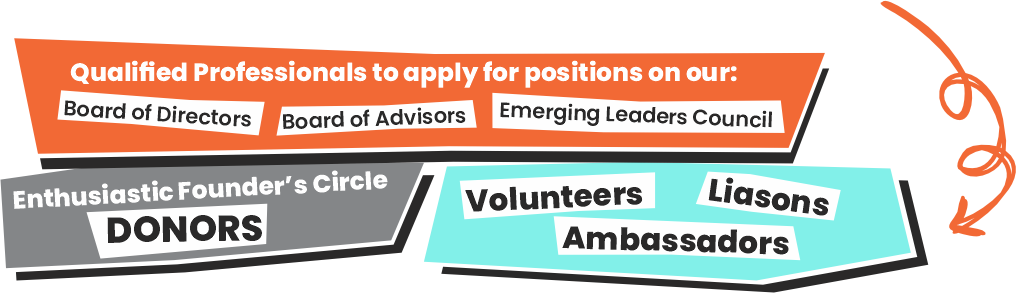 Qualified Professionals to apply for positions on our:
Board of Directors Board of Advisors Emerging Leaders Council
Enthusiastic Founder's Circle
DONORS
Volunteers Liasons
Ambassadors